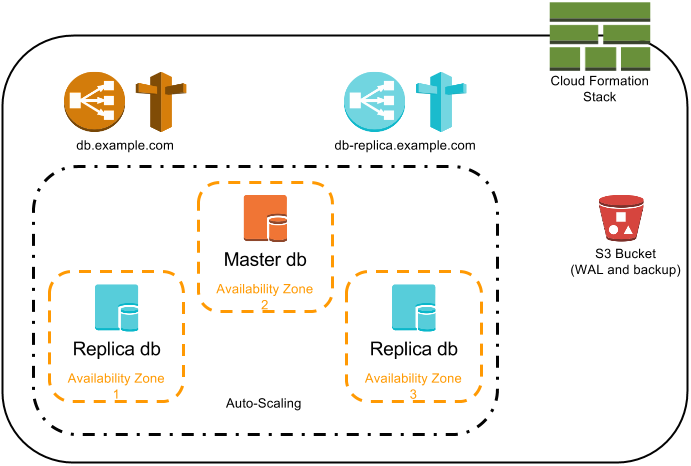 Cloud Formation
Stack
db.example.com
db-replica.example.com
S3 Bucket
(WAL and backup)
Master db
Availability Zone
2
Replica db
Availability Zone
1
Replica db
Availability Zone
3
Auto-Scaling